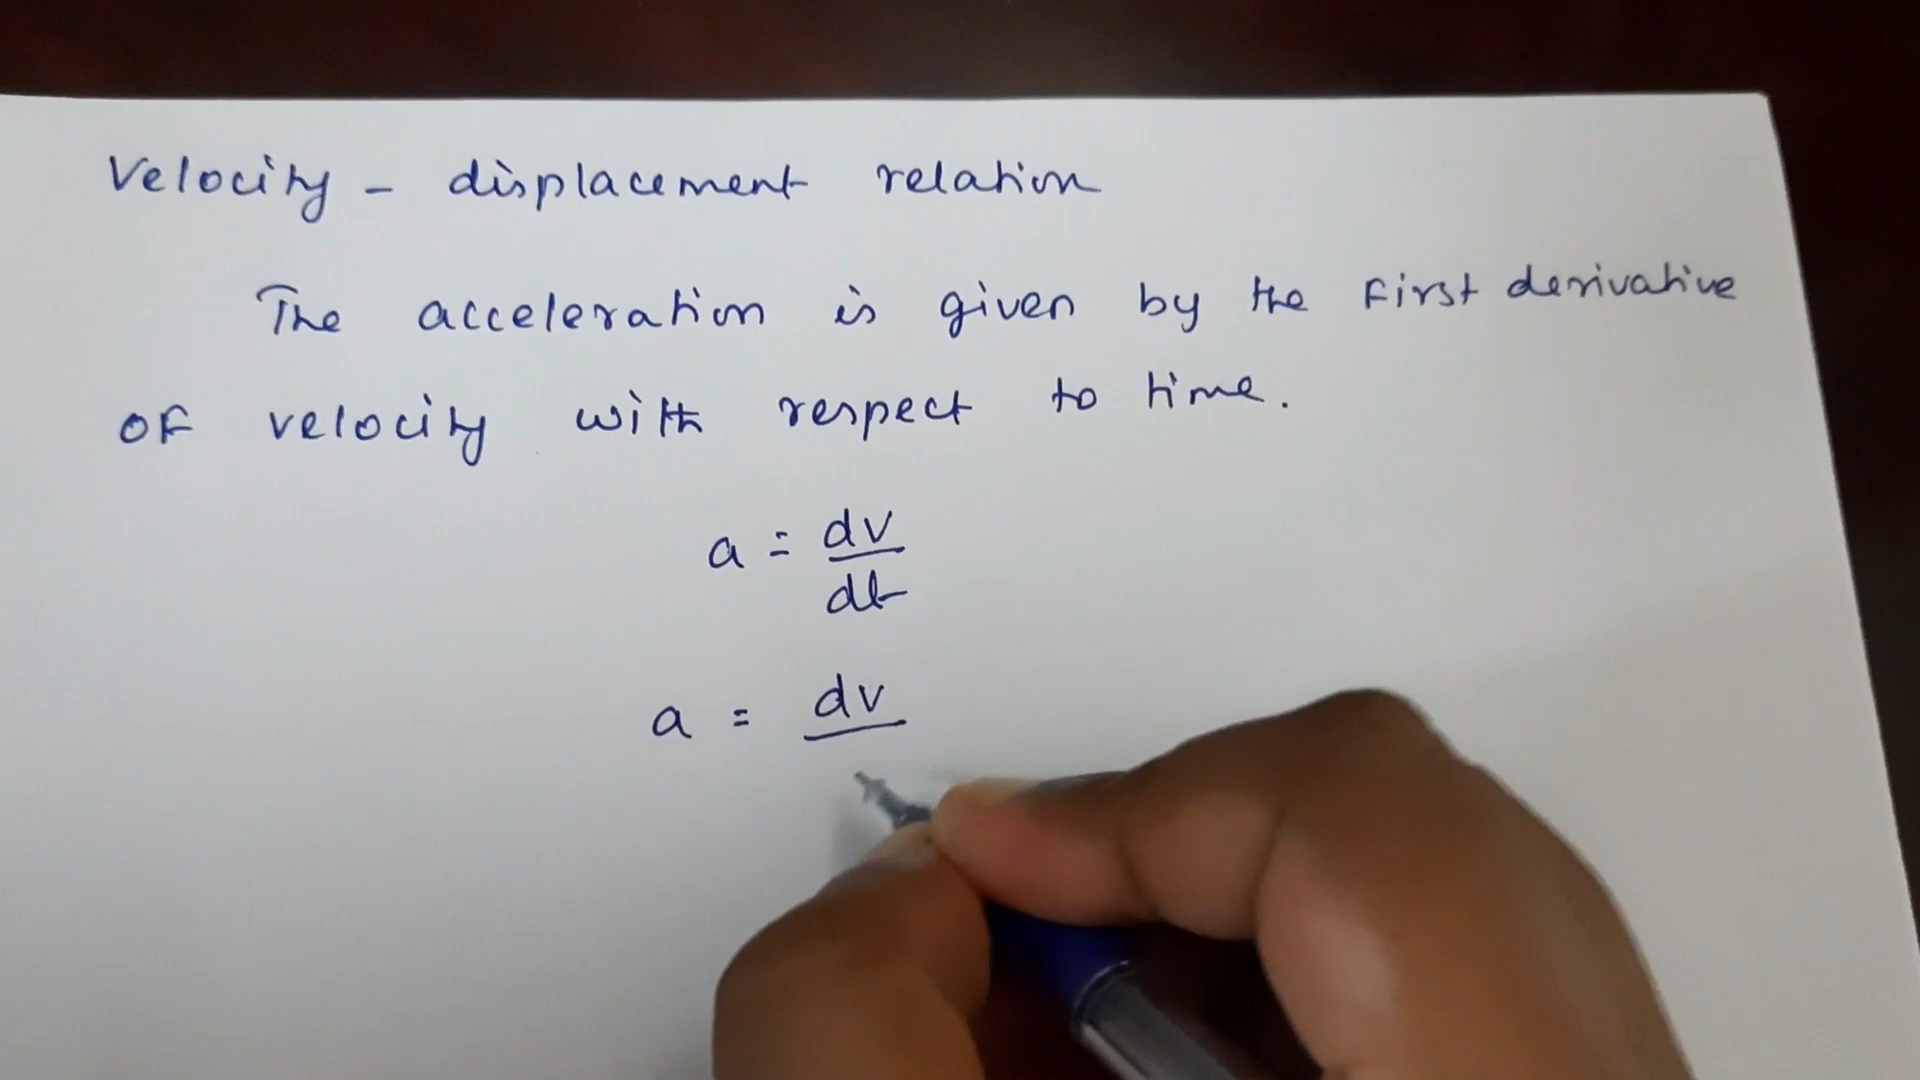 Velocity - displacement relation
The acceleration is given by the first derivative
of velocity with respect to time.
a = dv
dt
a = dv